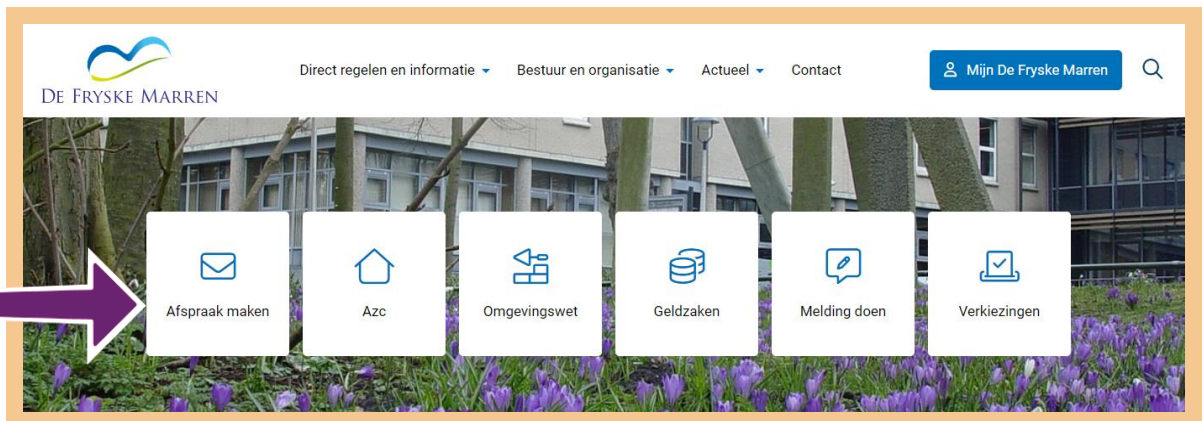 DE FRYSKE MARREN
Direct regelen en informatie
Bestuur en organisatie
Actueel
Contact
Mijn De Fryske Marren
Afspraak maken
Azc
Omgevingswet
Geldzaken
Melding doen
Verkiezingen